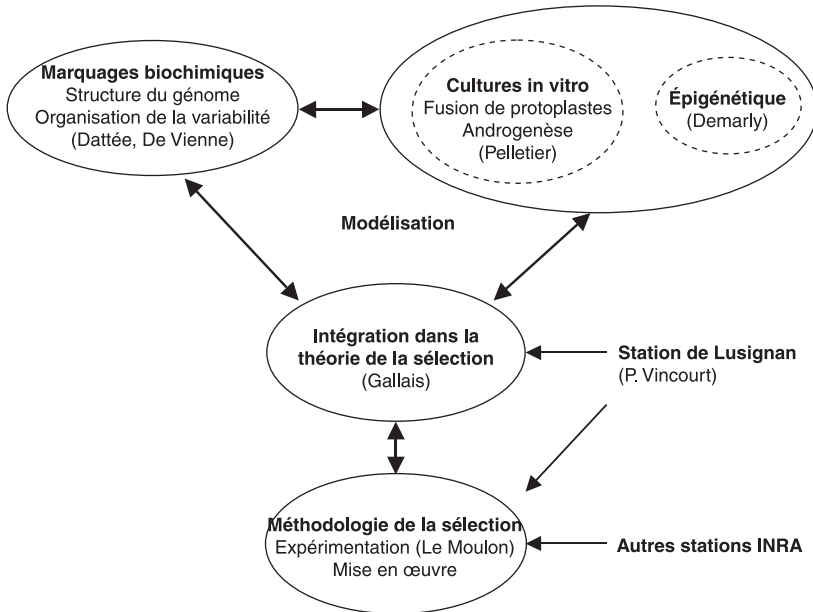 Marquages biochimiques
Structure du génome
Organisation de la variabilité
(Dattée, De Vienne)
Cultures in vitro
Fusion de protoplastes
Androgenèse
(Pelletier)
Épigénétique
(Demarly)
Modélisation
Intégration dans la
théorie de la sélection
(Gallais)
Station de Lusignan
(P. Vincourt)
Méthodologie de la sélection
Expérimentation (Le Moulon)
Mise en œuvre
Autres stations INRA